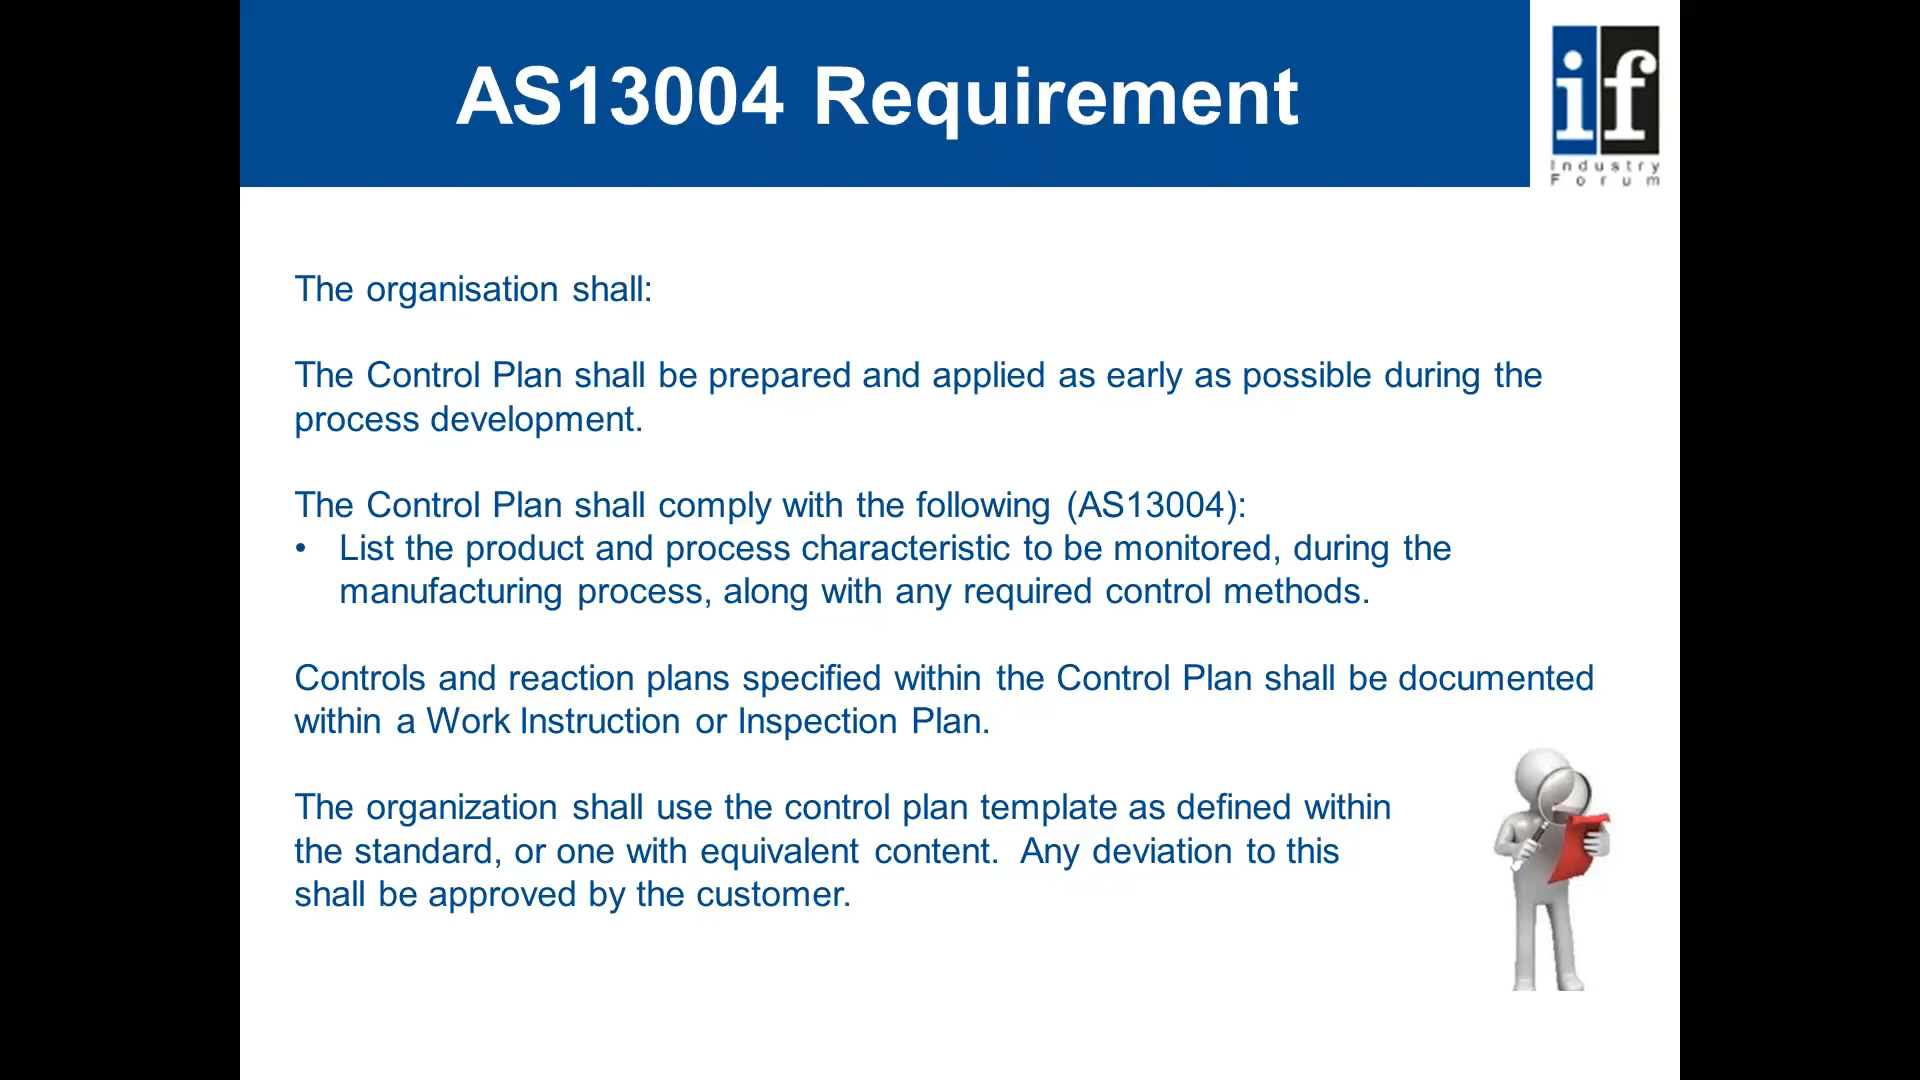 AS13004 Requirement
if
Industry
Forum
The organisation shall:
The Control Plan shall be prepared and applied as early as possible during the
process development.
The Control Plan shall comply with the following (AS13004):
• List the product and process characteristic to be monitored, during the
manufacturing process, along with any required control methods.
Controls and reaction plans specified within the Control Plan shall be documented
within a Work Instruction or Inspection Plan.
The organization shall use the control plan template as defined within
the standard, or one with equivalent content.  Any deviation to this
shall be approved by the customer.